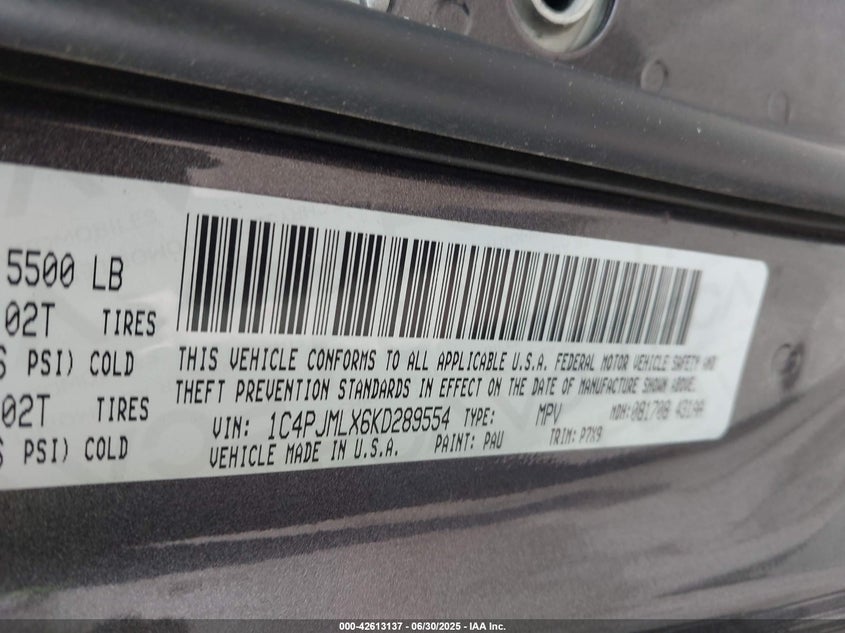 5500 LB
02T TIRES
PSI) COLD
02T TIRES
PSI) COLD
THIS VEHICLE CONFORMS TO ALL APPLICABLE U.S.A. FEDERAL MOTOR VEHICLE SAFETY AND
THEFT PREVENTION STANDARDS IN EFFECT ON THE DATE OF MANUFACTURE SHOWN ABOVE.
VIN: 1C4PJMLX6KD289554 TYPE: MPV MDH:
VEHICLE MADE IN U.S.A. PAINT: PAU TRIM: P7X9
000-42613137 - 06/30/2025 - IAA Inc.